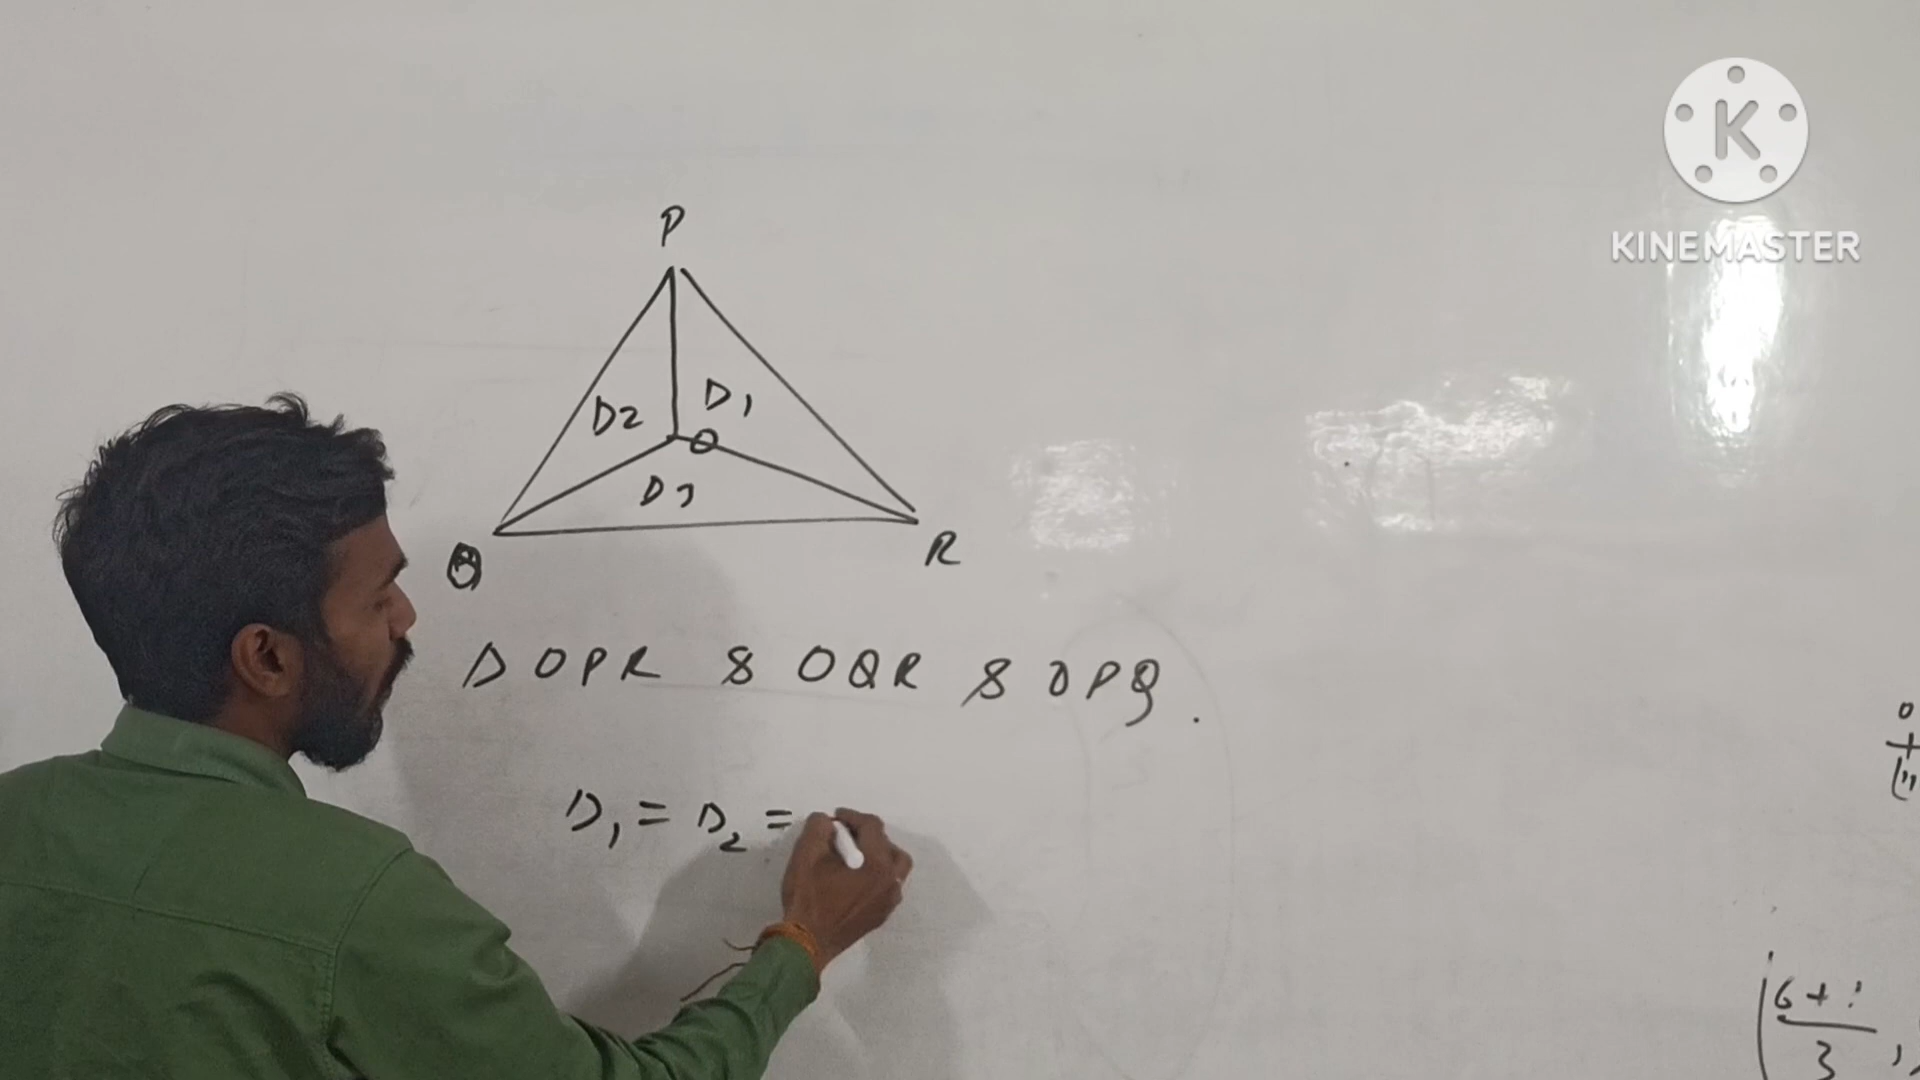 K
KINEMASTER
P
D2 D1
O
D3
Q R
Δ OPR & OQR & OPQ.
D1 = D2 =
6+
3